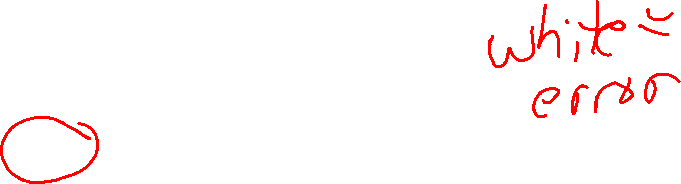 white =
error